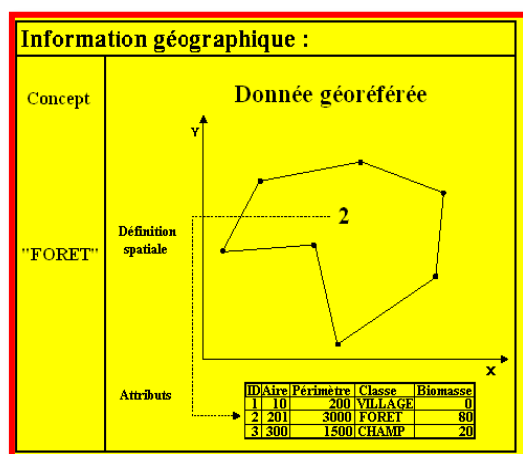 Information géographique :
Concept
Donnée géoréférée
Y
2
Définition
spatiale
"FORET"
X
Attributs
ID Aire Périmètre Classe Biomasse
1 10 200 VILLAGE 0
2 201 3000 FORET 80
3 300 1500 CHAMP 20